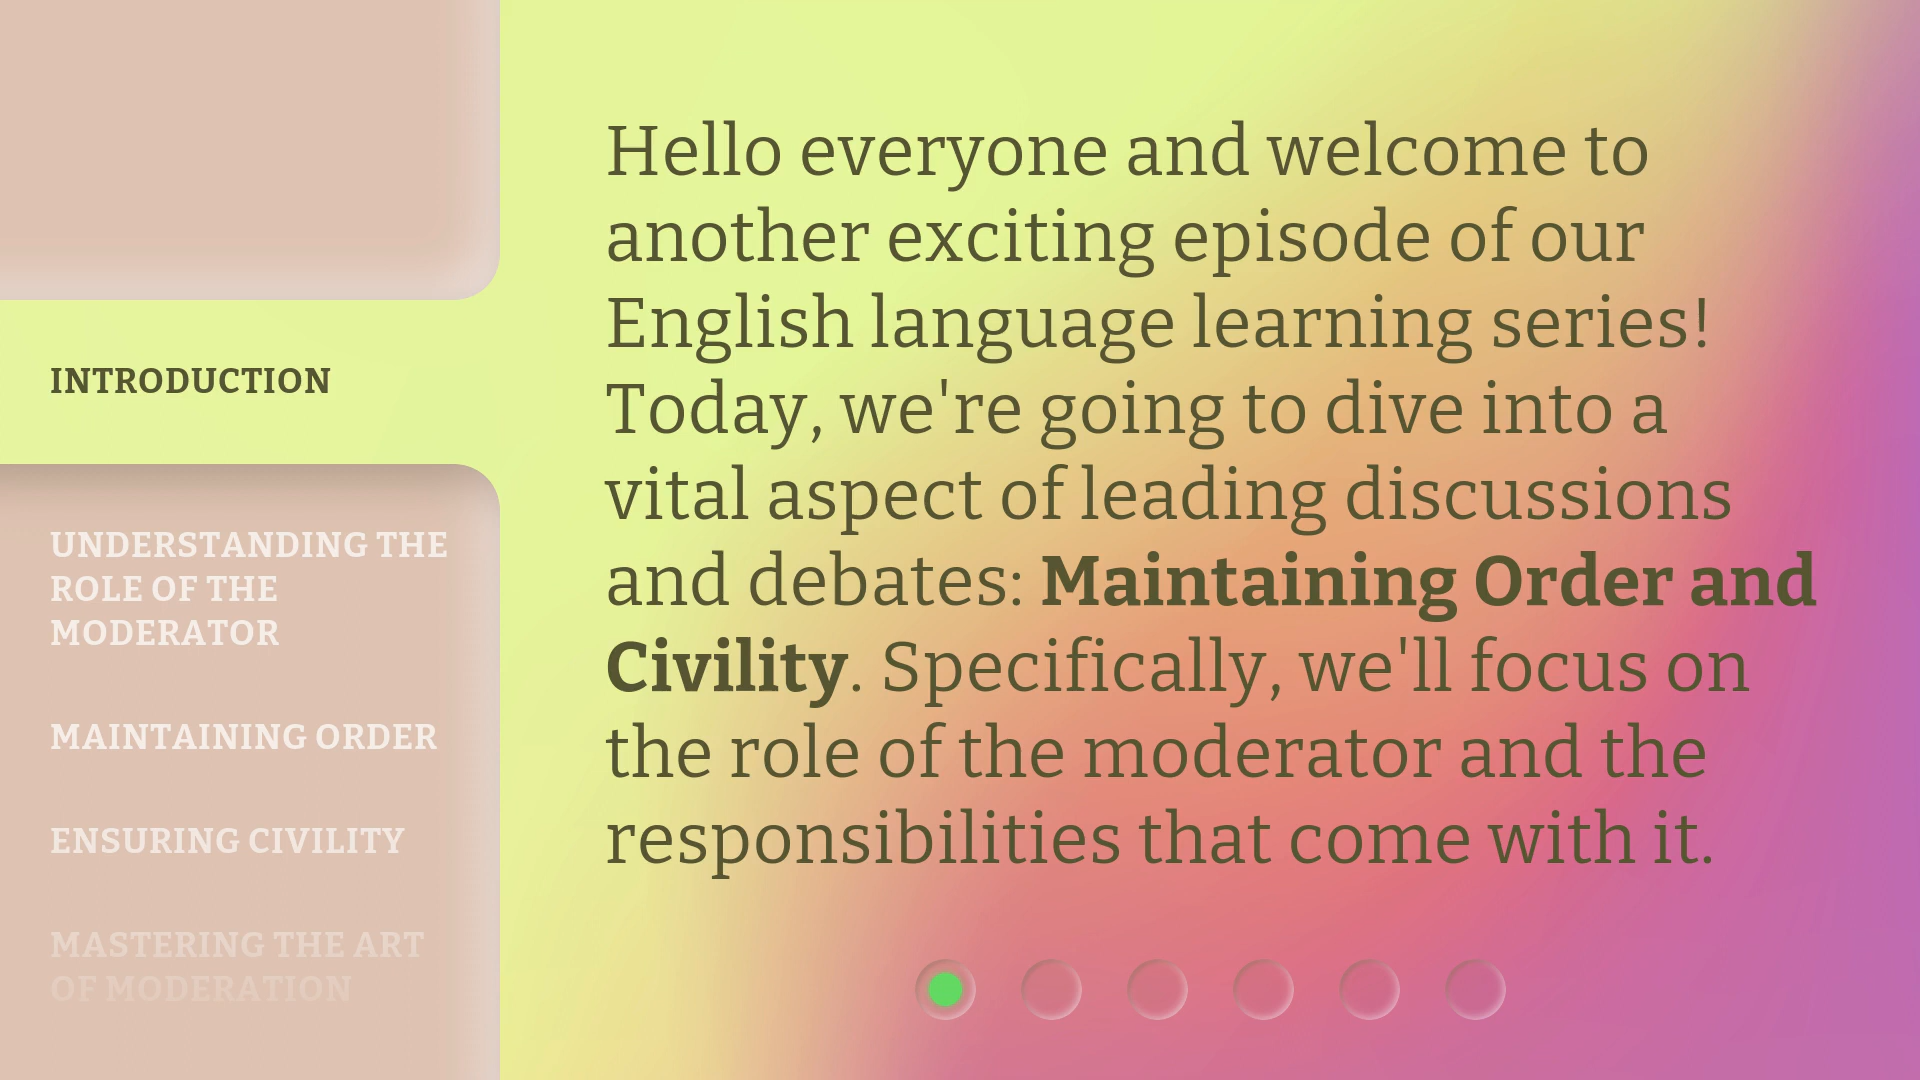 INTRODUCTION
UNDERSTANDING THE
ROLE OF THE
MODERATOR
MAINTAINING ORDER
ENSURING CIVILITY
MASTERING THE ART
OF MODERATION
Hello everyone and welcome to
another exciting episode of our
English language learning series!
Today, we're going to dive into a
vital aspect of leading discussions
and debates: Maintaining Order and
Civility. Specifically, we'll focus on
the role of the moderator and the
responsibilities that come with it.